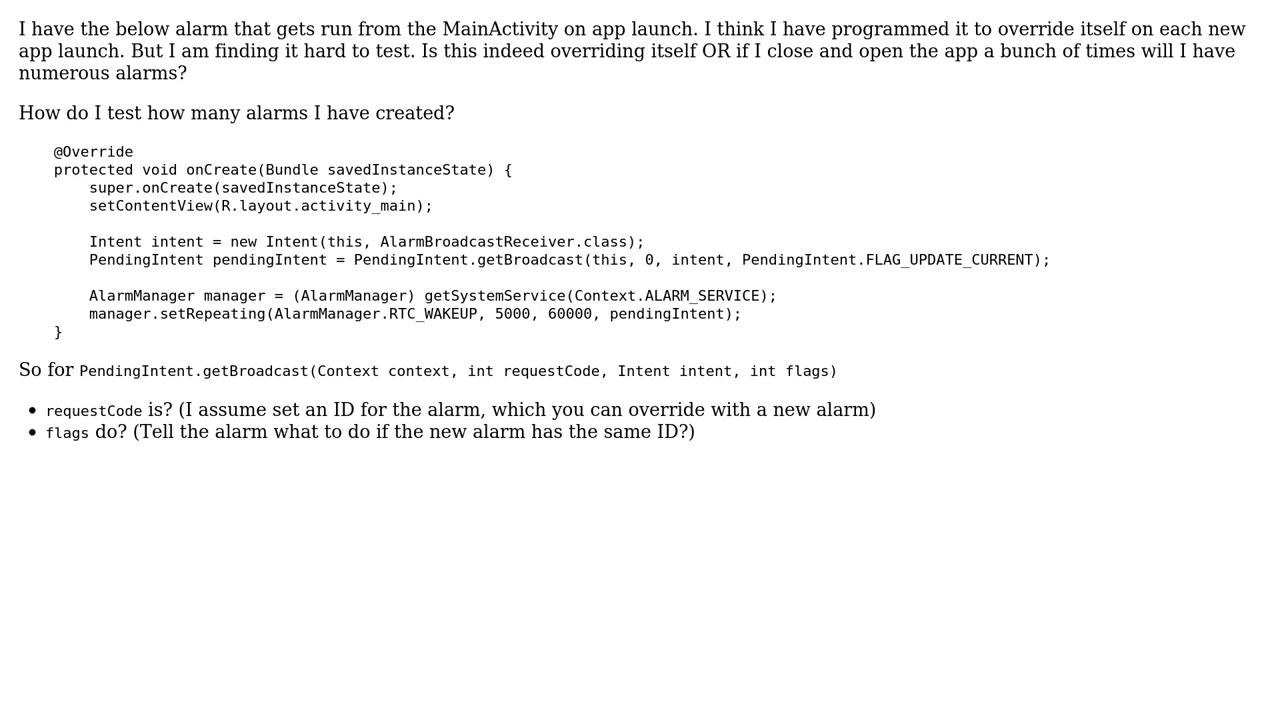 I have the below alarm that gets run from the MainActivity on app launch. I think I have programmed it to override itself on each new
app launch. But I am finding it hard to test. Is this indeed overriding itself OR if I close and open the app a bunch of times will I have
numerous alarms?
How do I test how many alarms I have created?
@Override
protected void onCreate(Bundle savedInstanceState) {
super.onCreate(savedInstanceState);
setContentView(R.layout.activity_main);
Intent intent = new Intent(this, AlarmBroadcastReceiver.class);
PendingIntent pendingIntent = PendingIntent.getBroadcast(this, 0, intent, PendingIntent.FLAG_UPDATE_CURRENT);
AlarmManager manager = (AlarmManager) getSystemService(Context.ALARM_SERVICE);
manager.setRepeating(AlarmManager.RTC_WAKEUP, 5000, 60000, pendingIntent);
}
So for PendingIntent.getBroadcast(Context context, int requestCode, Intent intent, int flags)
• requestCode is? (I assume set an ID for the alarm, which you can override with a new alarm)
• flags do? (Tell the alarm what to do if the new alarm has the same ID?)